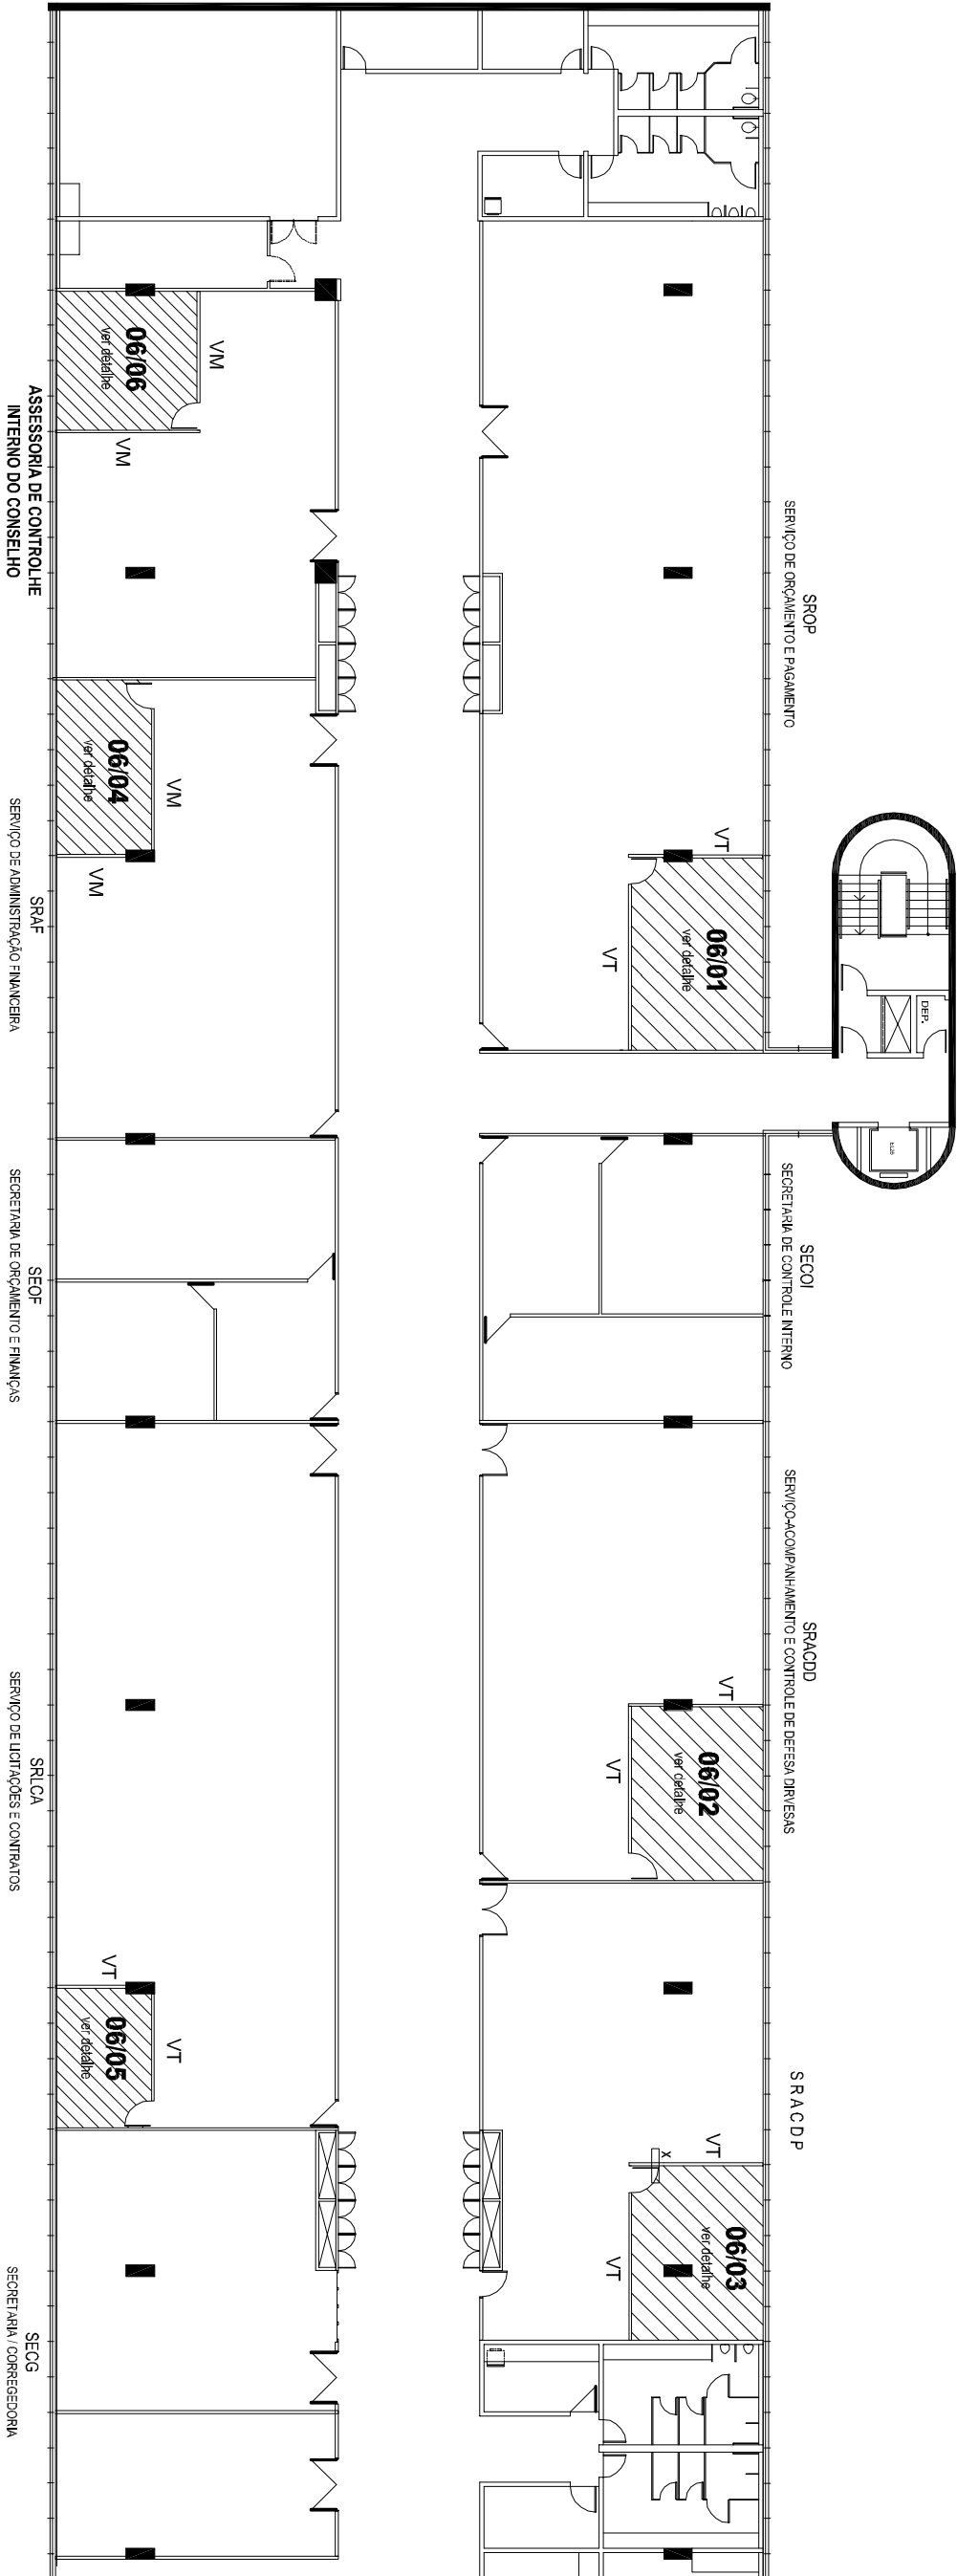 SROP
SERVIÇO DE ORÇAMENTO E PAGAMENTO
SECOI
SECRETARIA DE CONTROLE INTERNO
SRACDD
SERVIÇO-ACOMPANHAMENTO E CONTROLE DE DEFESA DIRVESAS
S R A C D P
DEP.
VT
06/01
ver detalhe
VT
VT
06/02
ver detalhe
VT
VT
X
06/03
ver detalhe
VT
VM
06/06
ver detalhe
VM
VM
06/04
ver detalhe
VM
VT
06/05
ver detalhe
VT
ASSESSORIA DE CONTROLHE
INTERNO DO CONSELHO
SRAF
SERVIÇO DE ADMINISTRAÇÃO FINANCEIRA
SEOF
SECRETARIA DE ORÇAMENTO E FINANÇAS
SRLCA
SERVIÇO DE LICITAÇÕES E CONTRATOS
SECG
SECRETARIA / CORREGEDORIA